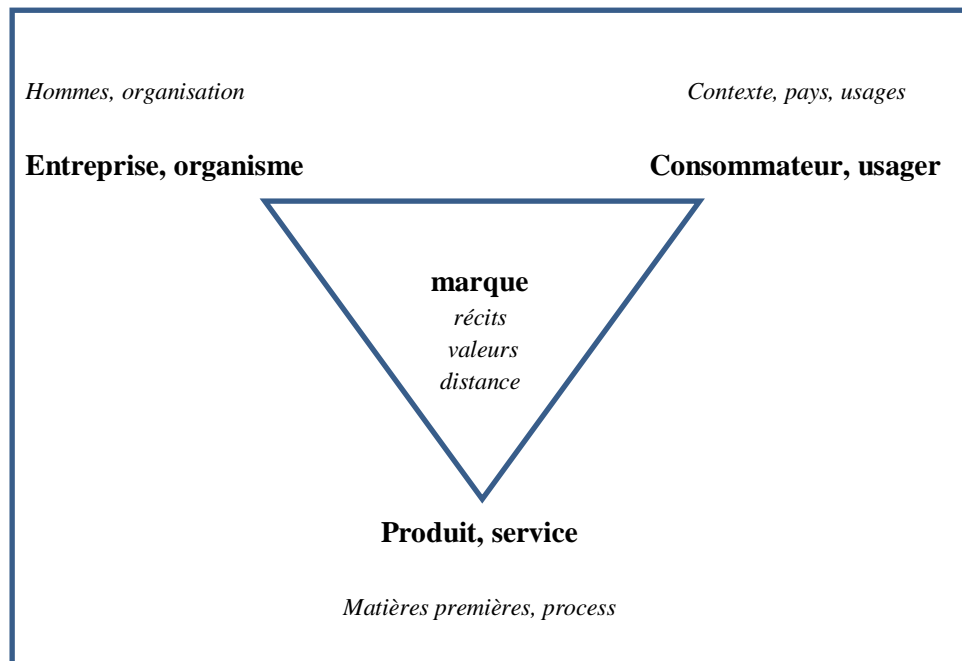 Hommes, organisation
Contexte, pays, usages
Entreprise, organisme
Consommateur, usager
marque
récits
valeurs
distance
Produit, service
Matières premières, process